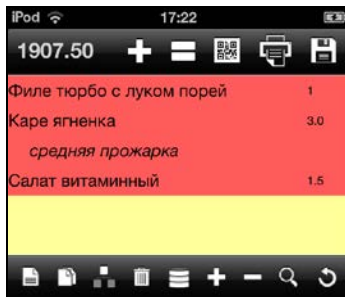 iPod 17:22
1907.50
Филе тюрбо с луком порей 1
Каре ягненка 3.0
средняя прожарка
Салат витаминный 1.5